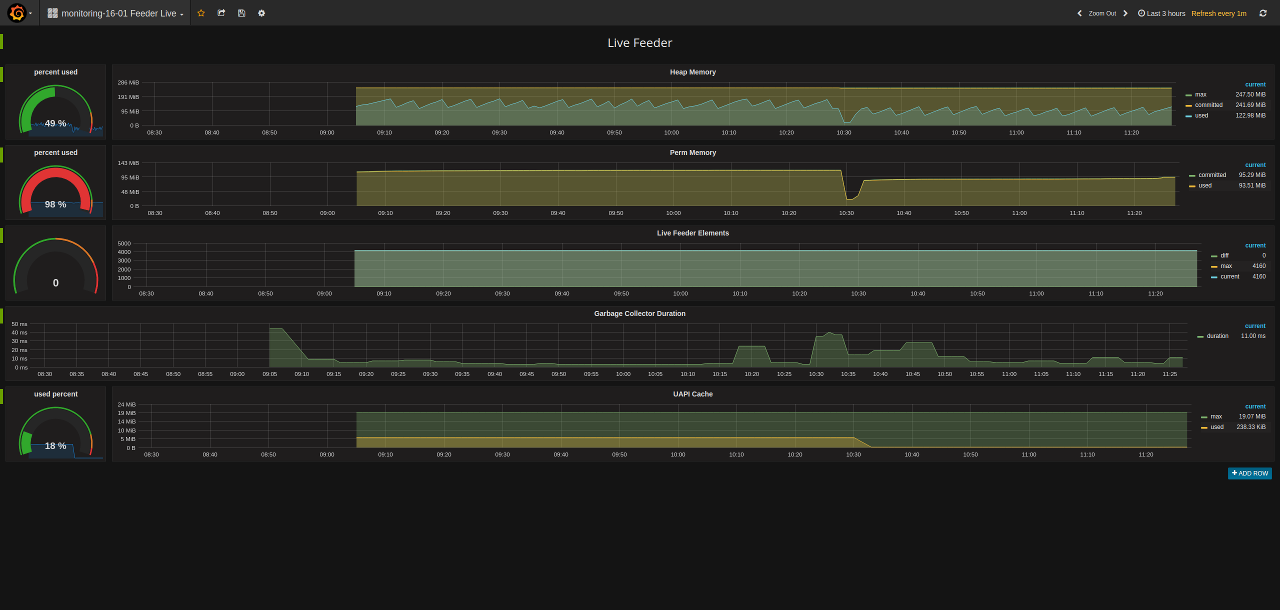 monitoring-16-01 Feeder Live
Zoom Out
Last 3 hours Refresh every 1m
Live Feeder
percent used
49 %
Heap Memory
286 MiB
191 MiB
95 MiB
0 B
08:30 08:40 08:50 09:00 09:10 09:20 09:30 09:40 09:50 10:00 10:10 10:20 10:30 10:40 10:50 11:00 11:10 11:20
current
max 247.50 MiB
committed 241.69 MiB
used 122.98 MiB
percent used
98 %
Perm Memory
143 MiB
95 MiB
48 MiB
0 B
08:30 08:40 08:50 09:00 09:10 09:20 09:30 09:40 09:50 10:00 10:10 10:20 10:30 10:40 10:50 11:00 11:10 11:20
current
committed 95.29 MiB
used 93.51 MiB
0
Live Feeder Elements
5000
4000
3000
2000
1000
0
08:30 08:40 08:50 09:00 09:10 09:20 09:30 09:40 09:50 10:00 10:10 10:20 10:30 10:40 10:50 11:00 11:10 11:20
current
diff 0
max 4160
current 4160
Garbage Collector Duration
50 ms
40 ms
30 ms
20 ms
10 ms
0 ms
08:30 08:35 08:40 08:45 08:50 08:55 09:00 09:05 09:10 09:15 09:20 09:25 09:30 09:35 09:40 09:45 09:50 09:55 10:00 10:05 10:10 10:15 10:20 10:25 10:30 10:35 10:40 10:45 10:50 10:55 11:00 11:05 11:10 11:15 11:20 11:25
current
duration 11.00 ms
used percent
18 %
UAPI Cache
24 MiB
19 MiB
14 MiB
10 MiB
5 MiB
0 B
08:30 08:40 08:50 09:00 09:10 09:20 09:30 09:40 09:50 10:00 10:10 10:20 10:30 10:40 10:50 11:00 11:10 11:20
current
max 19.07 MiB
used 238.33 KiB
+ ADD ROW